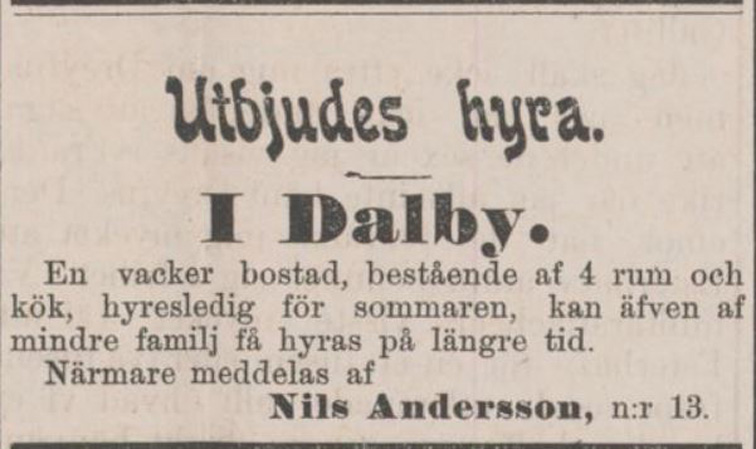 Utbjudes hyra.
I Dalby.
En vacker bostad, bestående af 4 rum och
kök, hyresledig för sommaren, kan äfven af
mindre familj få hyras på längre tid.
Närmare meddelas af
Nils Andersson, n:r 13.